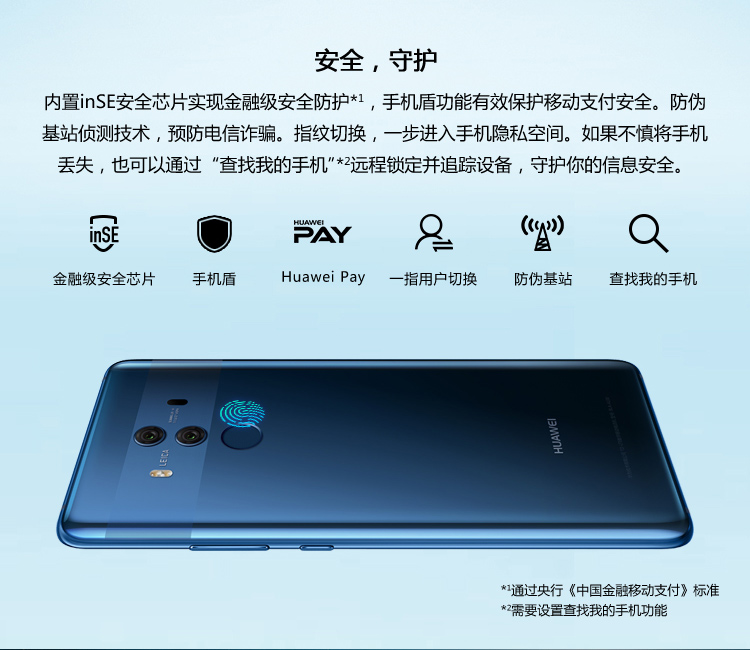 安全，守护
内置inSE安全芯片实现金融级安全防护*1，手机盾功能有效保护移动支付安全。防伪
基站侦测技术，预防电信诈骗。指纹切换，一步进入手机隐私空间。如果不慎将手机
丢失，也可以通过“查找我的手机”*2远程锁定并追踪设备，守护你的信息安全。
inSE
HUAWEI
PAY
金融级安全芯片
手机盾
Huawei Pay
一指用户切换
防伪基站
查找我的手机
LEICA
HUAWEI
*1通过央行《中国金融移动支付》标准
*2需要设置查找我的手机功能